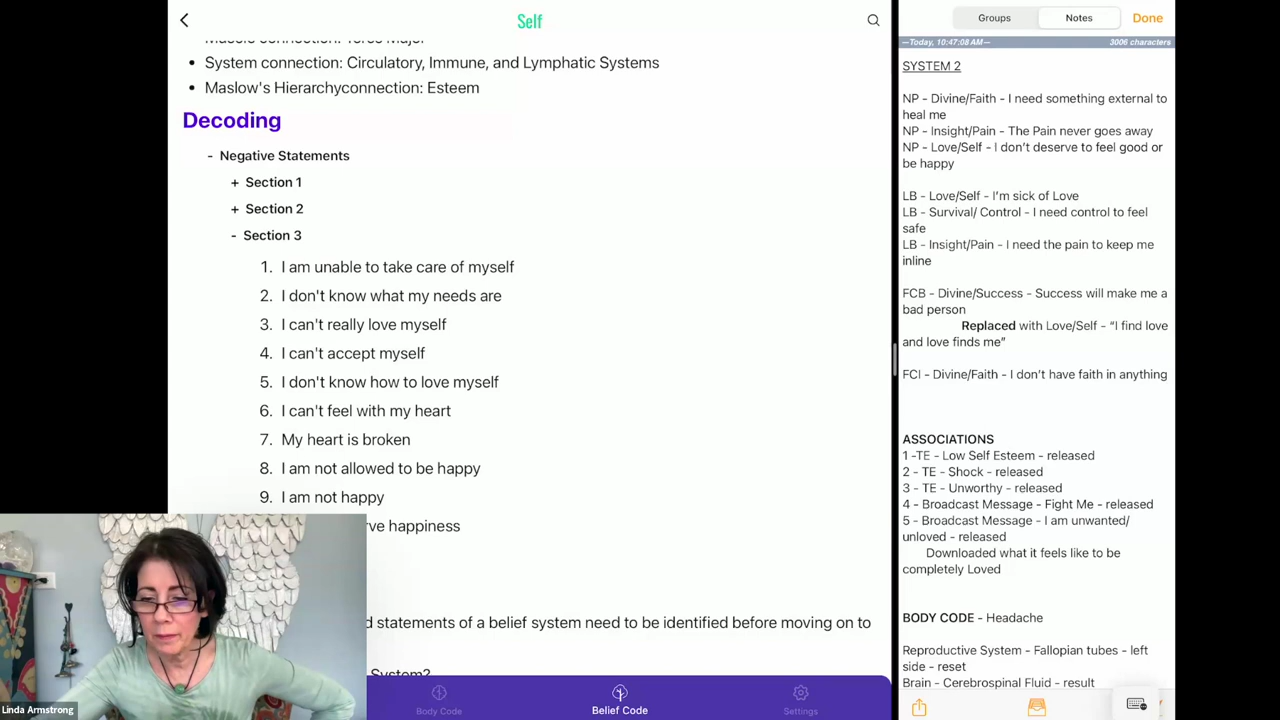 Self
System connection: Circulatory, Immune, and Lymphatic Systems
Maslow's Hierarchyconnection: Esteem
Decoding
- Negative Statements
+ Section 1
+ Section 2
- Section 3
1. I am unable to take care of myself
2. I don't know what my needs are
3. I can't really love myself
4. I can't accept myself
5. I don't know how to love myself
6. I can't feel with my heart
7. My heart is broken
8. I am not allowed to be happy
9. I am not happy
happiness
statements of a belief system need to be identified before moving on to
System?
Body Code
Belief Code
Settings
Linda Armstrong
Groups
Notes
Done
—Today, 10:47:08 AM—
3006 characters
SYSTEM 2
NP - Divine/Faith - I need something external to
heal me
NP - Insight/Pain - The Pain never goes away
NP - Love/Self - I don't deserve to feel good or
be happy
LB - Love/Self - I'm sick of Love
LB - Survival/ Control - I need control to feel
safe
LB - Insight/Pain - I need the pain to keep me
inline
FCB - Divine/Success - Success will make me a
bad person
Replaced with Love/Self - “I find love
and love finds me”
FCI - Divine/Faith - I don’t have faith in anything
ASSOCIATIONS
1 -TE - Low Self Esteem - released
2 - TE - Shock - released
3 - TE - Unworthy - released
4 - Broadcast Message - Fight Me - released
5 - Broadcast Message - I am unwanted/
unloved - released
Downloaded what it feels like to be
completely Loved
BODY CODE - Headache
Reproductive System - Fallopian tubes - left
side - reset
Brain - Cerebrospinal Fluid - result